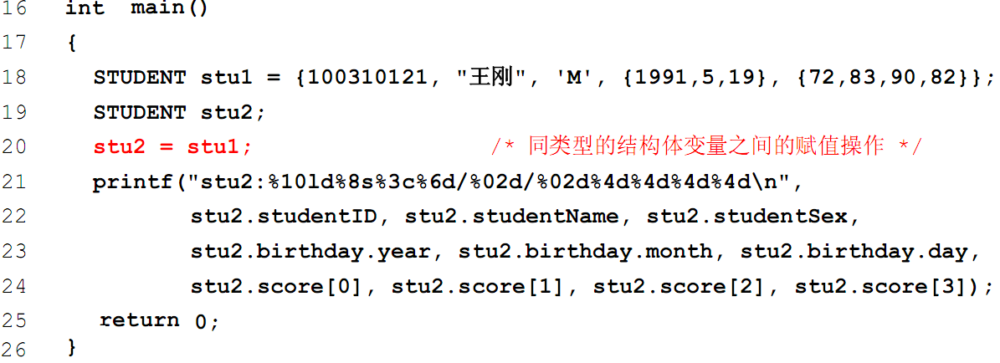 16 int main()
17 {
18 STUDENT stu1 = {100310121, "王刚", 'M', {1991,5,19}, {72,83,90,82}};
19 STUDENT stu2;
20 stu2 = stu1; /* 同类型的结构体变量之间的赋值操作 */
21 printf("stu2:%10ld%8s%3c%6d/%02d/%02d%4d%4d%4d%4d\n",
22 stu2.studentID, stu2.studentName, stu2.studentSex,
23 stu2.birthday.year, stu2.birthday.month, stu2.birthday.day,
24 stu2.score[0], stu2.score[1], stu2.score[2], stu2.score[3]);
25 return 0;
26 }